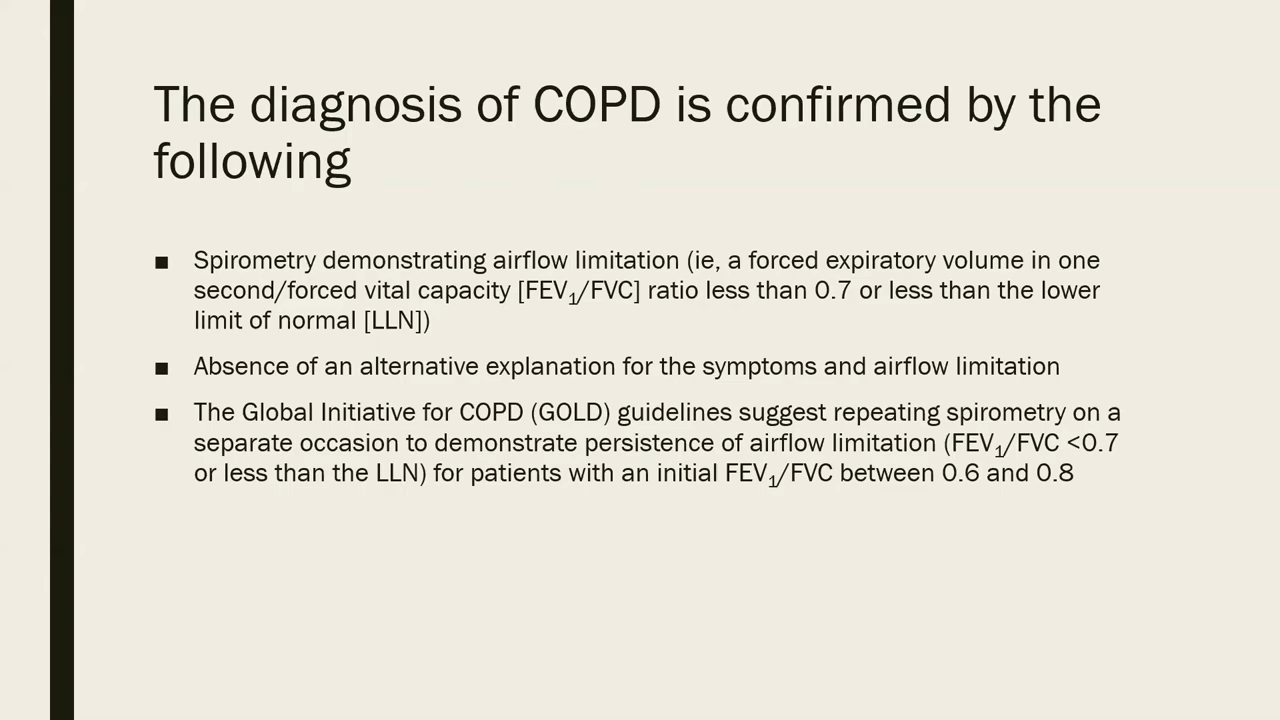 The diagnosis of COPD is confirmed by the
following
■ Spirometry demonstrating airflow limitation (ie, a forced expiratory volume in one
second/forced vital capacity [FEV₁/FVC] ratio less than 0.7 or less than the lower
limit of normal [LLN])
■ Absence of an alternative explanation for the symptoms and airflow limitation
■ The Global Initiative for COPD (GOLD) guidelines suggest repeating spirometry on a
separate occasion to demonstrate persistence of airflow limitation (FEV₁/FVC <0.7
or less than the LLN) for patients with an initial FEV₁/FVC between 0.6 and 0.8